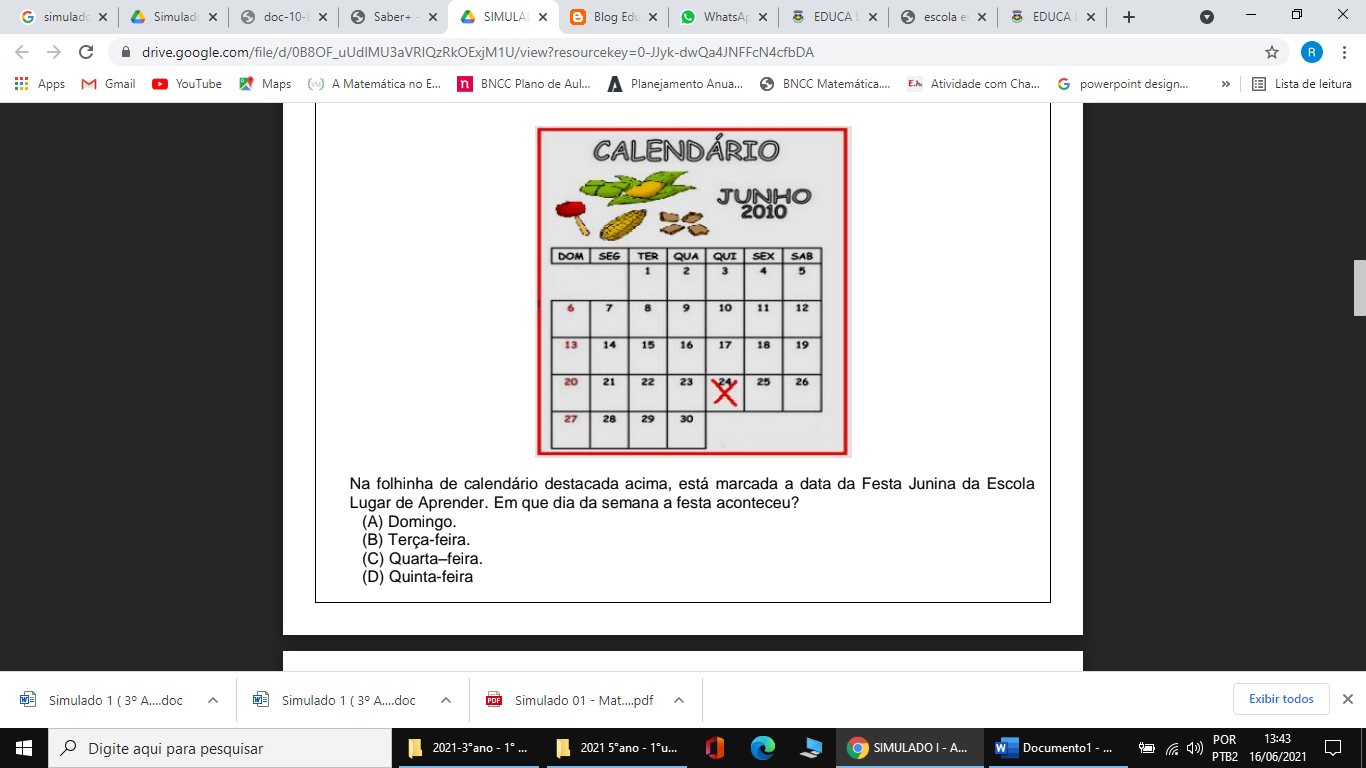 simulado
Simulado
doc-10-
Saber+
SIMULAD
Blog Edu
WhatsAp
EDUCA
escola e
EDUCA
drive.google.com/file/d/0B8OF_uUdIMU3aVRIQzRkOExjM1U/view?resourcekey=0-JJyk-dwQa4JNFFcN4cfbDA
R
Apps
Gmail
YouTube
Maps
A Matemática no E...
BNCC Plano de Aul...
Planejamento Anua...
BNCC Matemática....
Atividade com Cha...
powerpoint design...
»
Lista de leitura
CALENDÁRIO
JUNHO
2010
DOM SEG TER QUA QUI SEX SAB
1 2 3 4 5
6 7 8 9 10 11 12
13 14 15 16 17 18 19
20 21 22 23 24 25 26
27 28 29 30
Na folhinha de calendário destacada acima, está marcada a data da Festa Junina da Escola
Lugar de Aprender. Em que dia da semana a festa aconteceu?
(A) Domingo.
(B) Terça-feira.
(C) Quarta–feira.
(D) Quinta-feira
Simulado 1 ( 3º A....doc
Simulado 1 ( 3º A....doc
Simulado 01 - Mat....pdf
Exibir todos
Digite aqui para pesquisar
2021-3°ano - 1° ...
2021 5°ano - 1°u...
SIMULADO I - A...
Documento1 - ...
POR
PTB2
13:43
16/06/2021